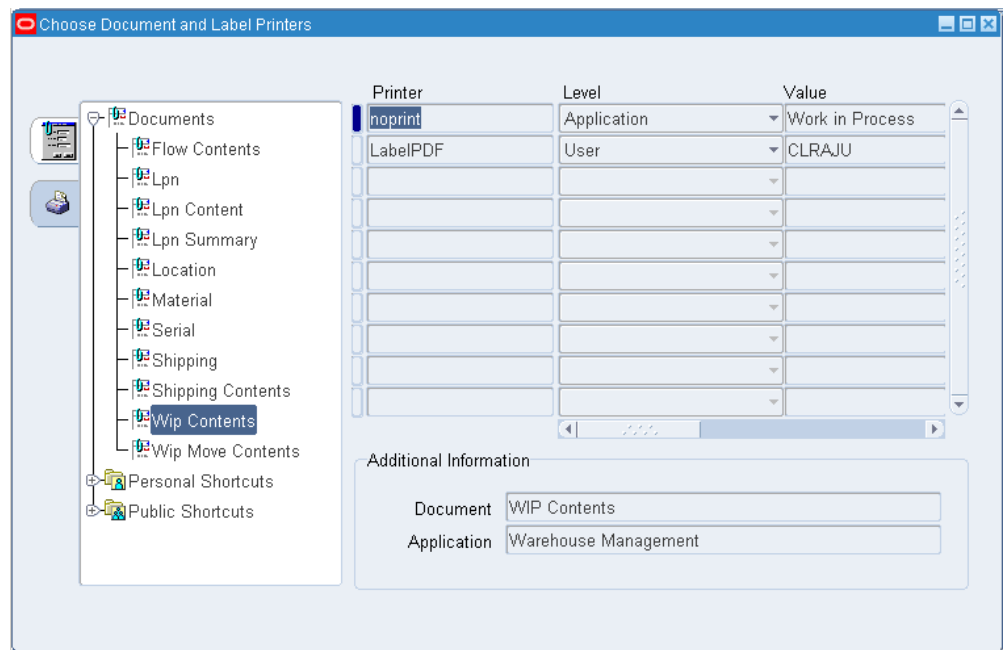 Choose Document and Label Printers
Printer Level Value
noprint Application Work in Process
LabelPDF User CLRAJU
Documents
Flow Contents
Lpn
Lpn Content
Lpn Summary
Location
Material
Serial
Shipping
Shipping Contents
Wip Contents
Wip Move Contents
Personal Shortcuts
Public Shortcuts
Additional Information
Document WIP Contents
Application Warehouse Management